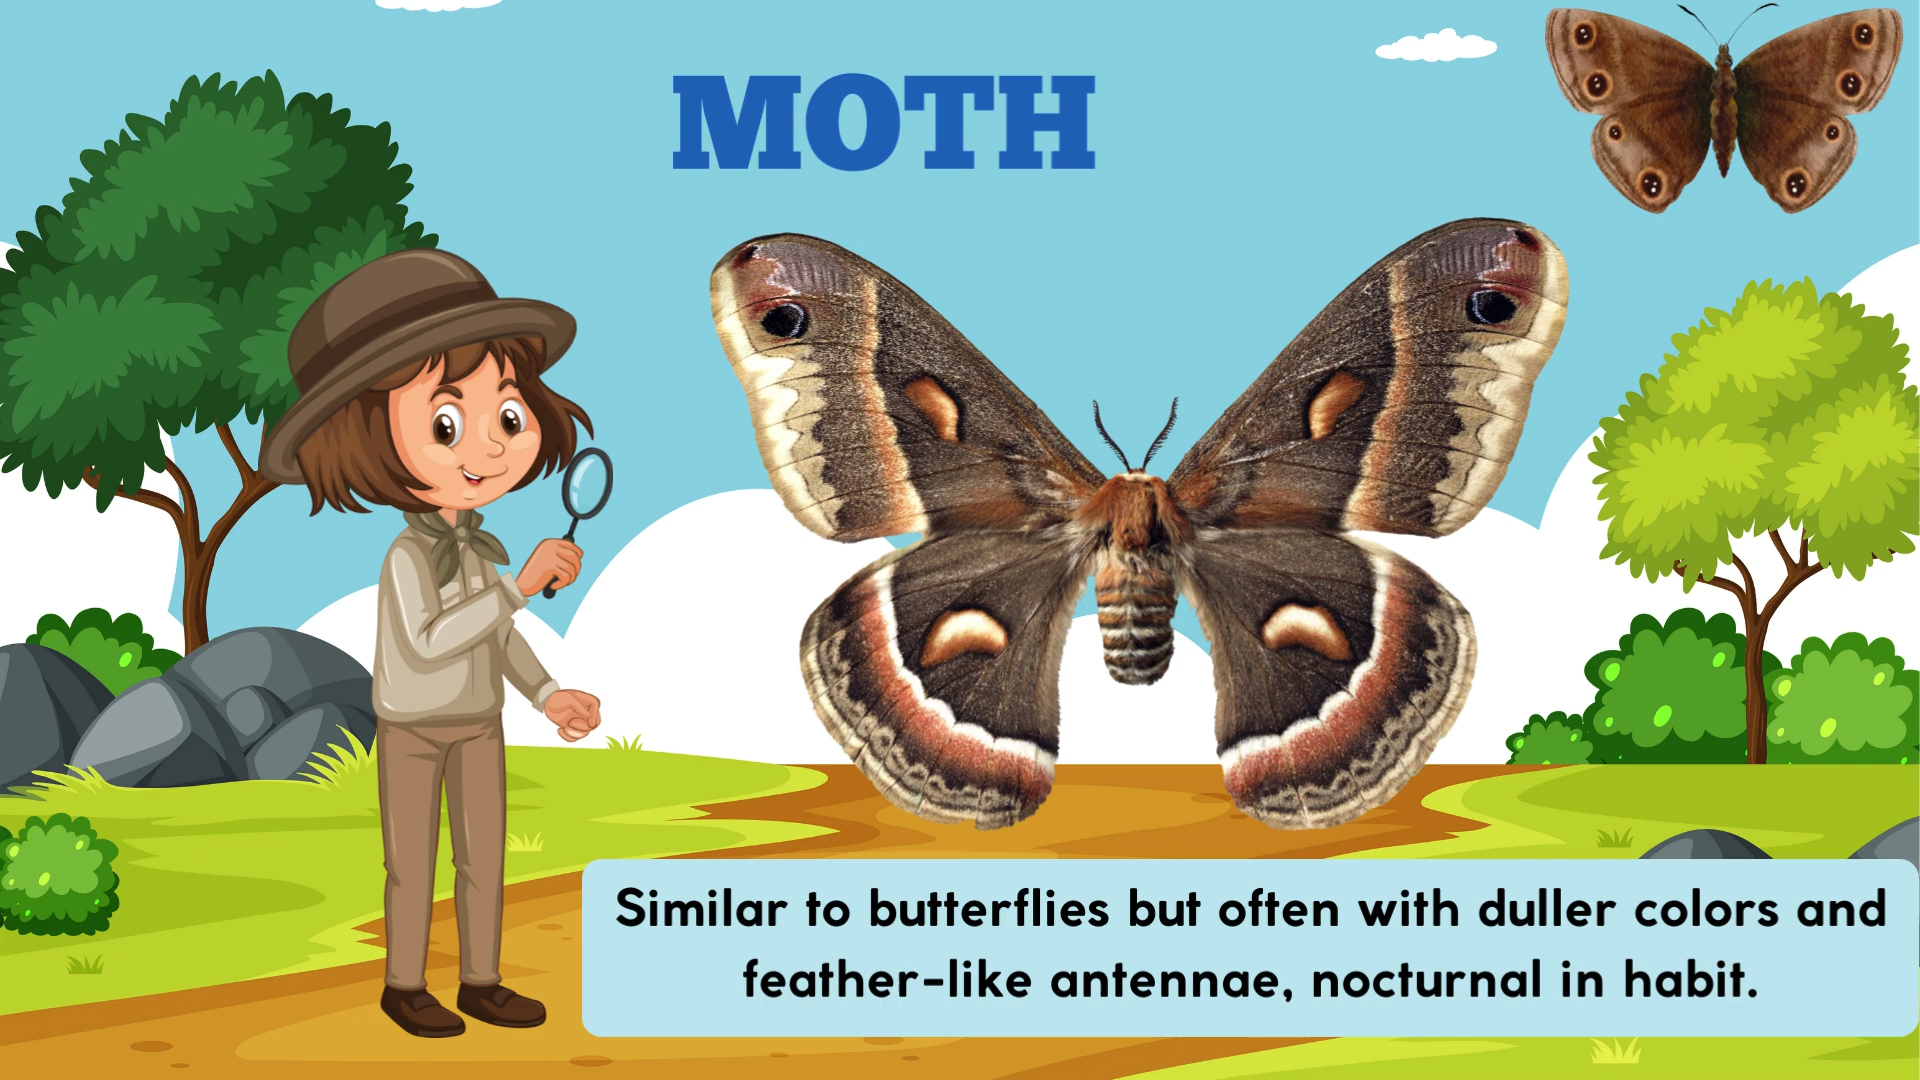 MOTH
Similar to butterflies but often with duller colors and
feather-like antennae, nocturnal in habit.